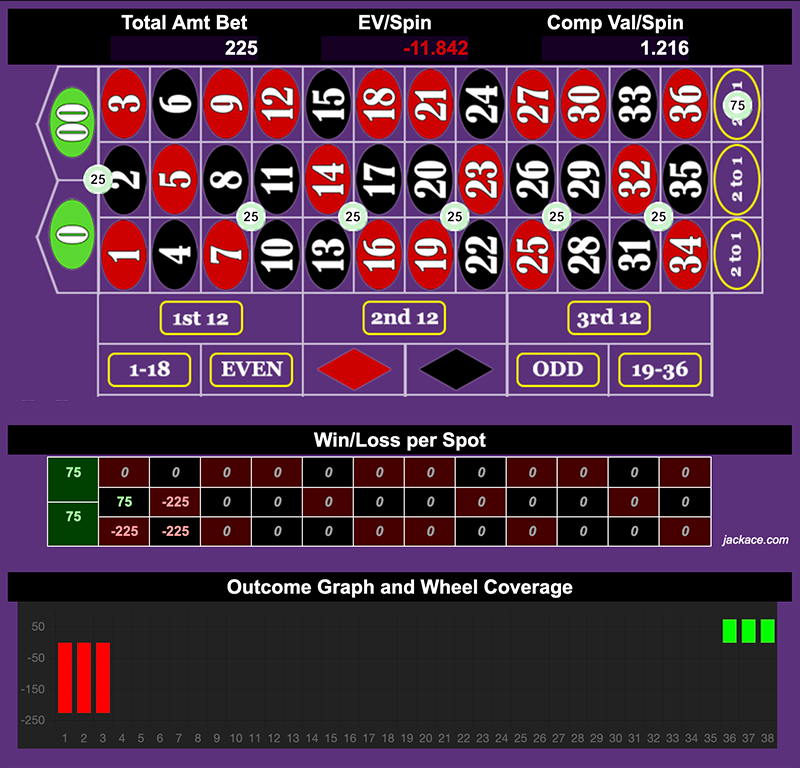 Total Amt Bet EV/Spin Comp Val/Spin
225 -11.842 1.216
00 3 6 9 12 15 18 21 24 27 30 33 36 75
25 2 5 8 11 14 17 20 23 26 29 32 35 2 to 1
25 25 25 25 25
0 1 4 7 10 13 16 19 22 25 28 31 34 2 to 1
1st 12 2nd 12 3rd 12
1-18 EVEN ODD 19-36
Win/Loss per Spot
75 0 0 0 0 0 0 0 0 0 0 0 0
75 -225 0 0 0 0 0 0 0 0 0 0
75 -225 -225 0 0 0 0 0 0 0 0 0 0
jackace.com
Outcome Graph and Wheel Coverage
50
-50
-150
-250
1 2 3 4 5 6 7 8 9 10 11 12 13 14 15 16 17 18 19 20 21 22 23 24 25 26 27 28 29 30 31 32 33 34 35 36 37 38